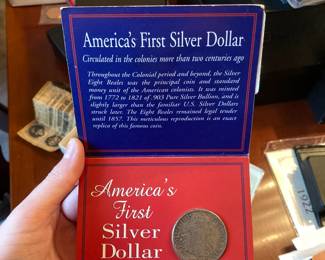 America's First Silver Dollar
Circulated in the colonies more than two centuries ago
Throughout the Colonial period and beyond, the Silver
Eight Reales was the principal coin and standard
money unit of the American colonists. It was minted
from 1772 to 1821 of .903 Pure Silver Bullion, and is
slightly larger than the familiar U.S. Silver Dollars
struck later. The Eight Reales remained legal tender
until 1857. This meticulous reproduction is an exact
replica of this famous coin.
America's
First
Silver
Dollar